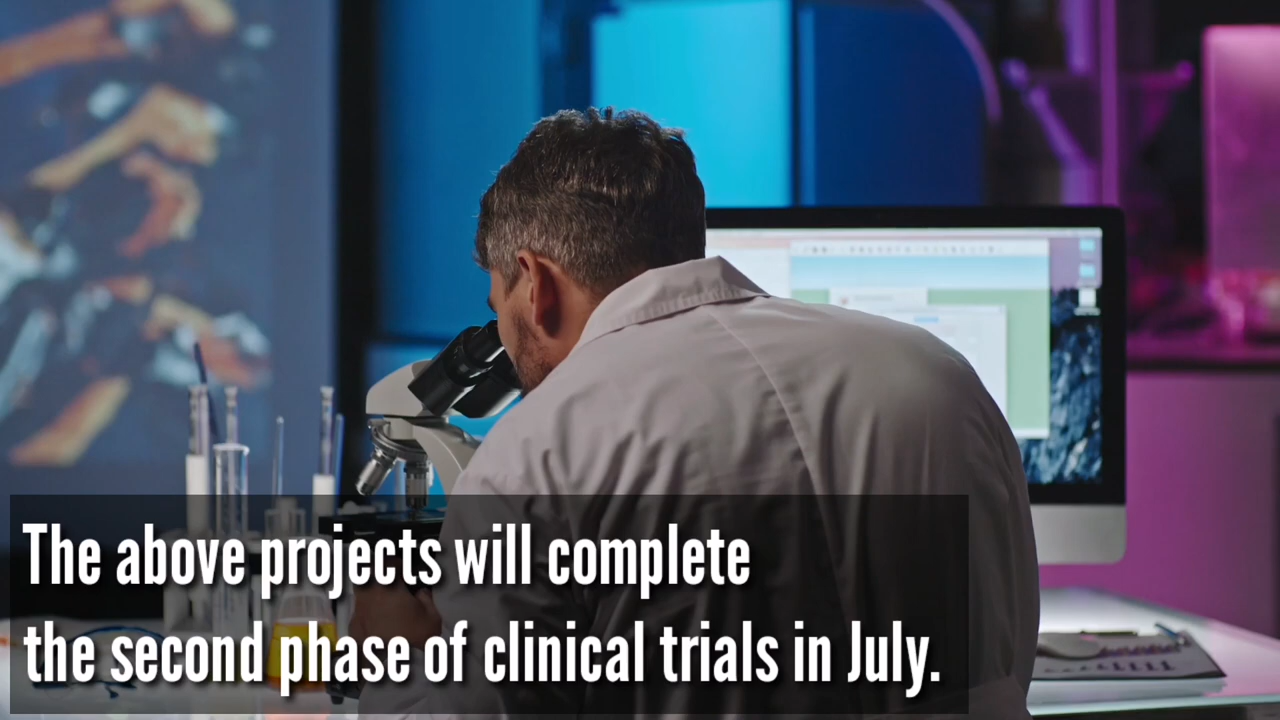 The above projects will complete
the second phase of clinical trials in July.